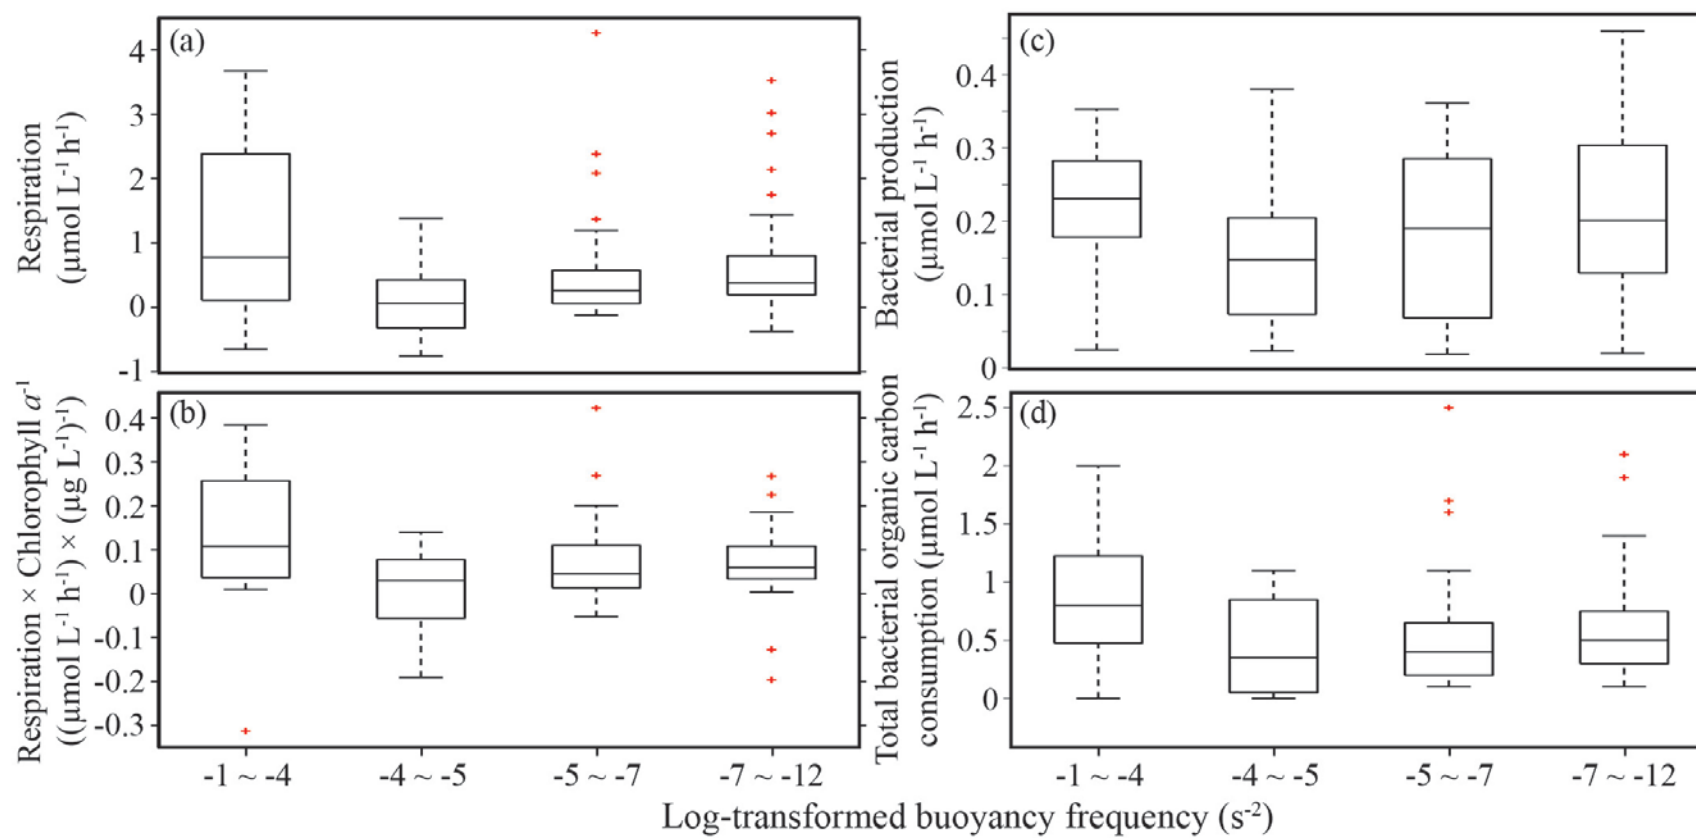 (a)
Respiration
(μmol L⁻¹ h⁻¹)
4
3
2
1
0
-1
(c)
Bacterial production
(μmol L⁻¹ h⁻¹)
0.4
0.3
0.2
0.1
0
(b)
Respiration × Chlorophyll a⁻¹
((μmol L⁻¹ h⁻¹) × (μg L⁻¹)⁻¹)
0.4
0.3
0.2
0.1
0
-0.1
-0.2
-0.3
-1 ~ -4
-4 ~ -5
-5 ~ -7
-7 ~ -12
(d)
Total bacterial organic carbon
consumption (μmol L⁻¹ h⁻¹)
2.5
2
1.5
1
0.5
0
-1 ~ -4
-4 ~ -5
-5 ~ -7
-7 ~ -12
Log-transformed buoyancy frequency (s⁻²)